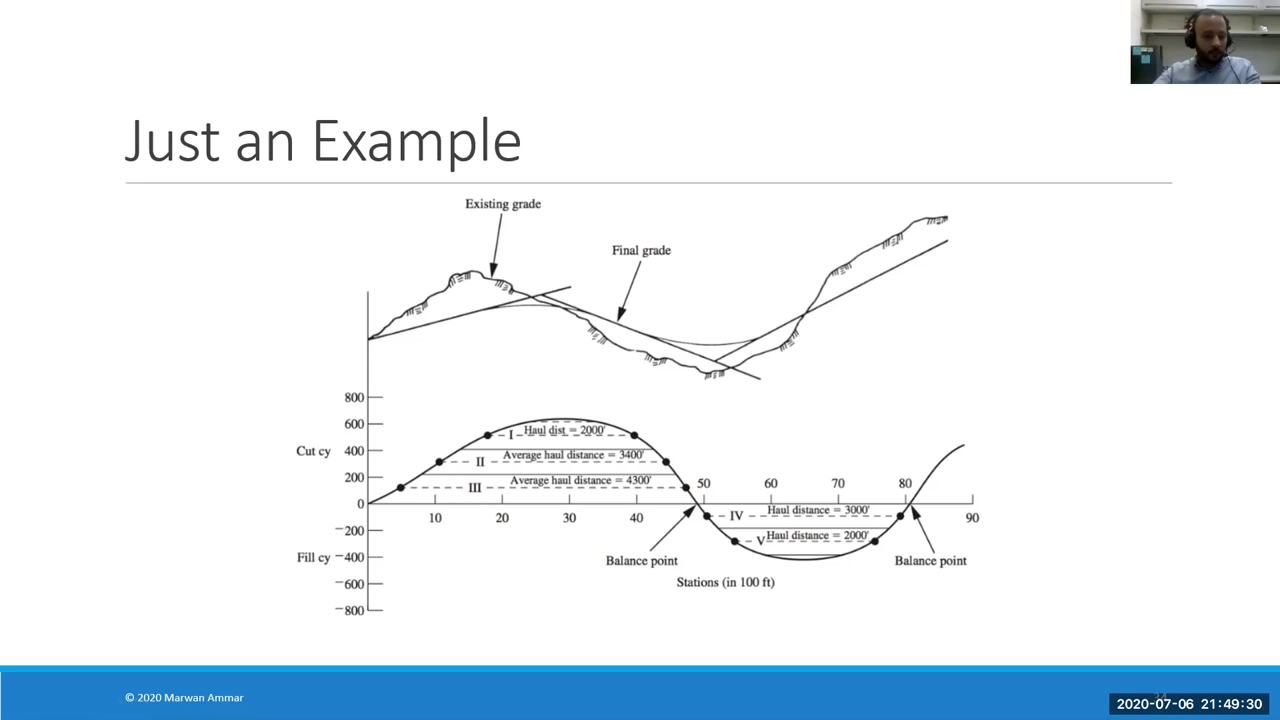 Just an Example
Existing grade
Final grade
800
600
Cut cy 400
200
0
−200
Fill cy −400
−600
−800
I Haul dist = 2000'
II Average haul distance = 3400'
III Average haul distance = 4300'
50 60 70 80
10 20 30 40 90
IV Haul distance = 3000'
V Haul distance = 2000'
Balance point
Balance point
Stations (in 100 ft)
© 2020 Marwan Ammar
2020-07-06 21:49:30